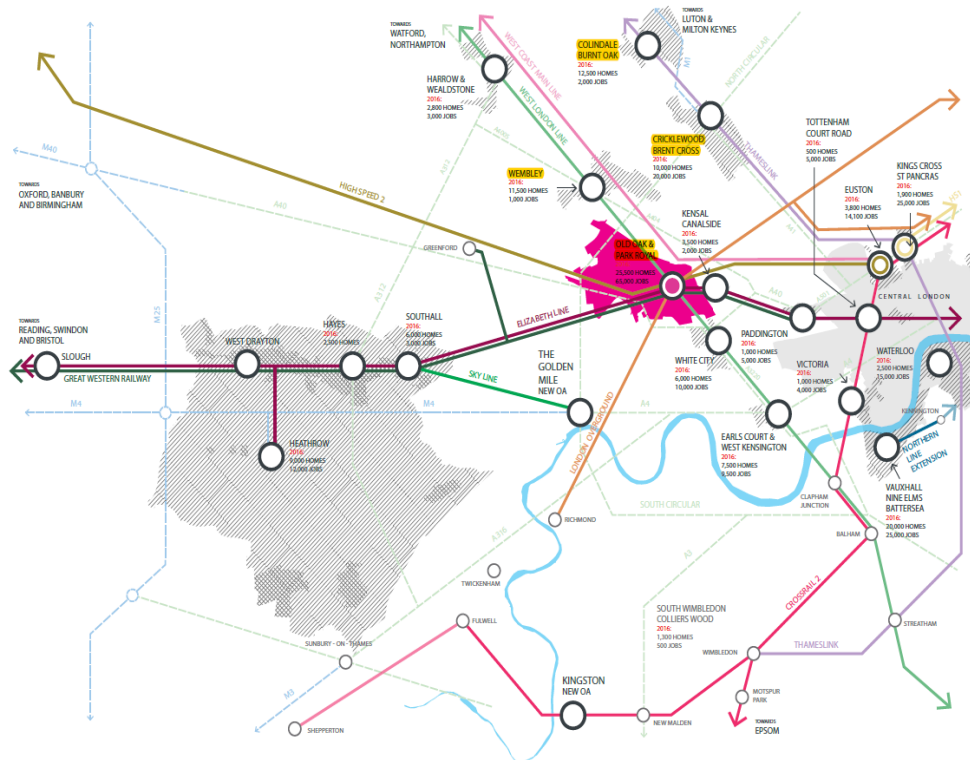 TOWARDS
WATFORD,
NORTHAMPTON
WEST COAST MAIN LINE
COLINDALE
BURNT OAK
2016:
12,500 HOMES
2,000 JOBS
TOWARDS
LUTON &
MILTON KEYNES
M1
NORTH CIRCULAR
HARROW &
WEALDSTONE
2016:
2,800 HOMES
3,000 JOBS
WEST LONDON LINE
THAMESLINK
TOTTENHAM
COURT ROAD
2016:
500 HOMES
5,000 JOBS
M40
CRICKLEWOOD
BRENT CROSS
2016:
10,000 HOMES
20,000 JOBS
KINGS CROSS
ST PANCRAS
2016:
1,900 HOMES
25,000 JOBS
WEMBLEY
2016:
11,500 HOMES
1,000 JOBS
TOWARDS
OXFORD, BANBURY
AND BIRMINGHAM
HIGH SPEED 2
A40
EUSTON
2016:
3,800 HOMES
14,100 JOBS
HS1
KENSAL
CANALSIDE
2016:
3,500 HOMES
2,000 JOBS
GREENFORD
OLD OAK &
PARK ROYAL
25,500 HOMES
65,000 JOBS
A41
M25
A312
A40
CENTRAL LONDON
TOWARDS
READING, SWINDON
AND BRISTOL
HAYES
2016:
2,500 HOMES
SOUTHALL
2016:
6,000 HOMES
3,000 JOBS
ELIZABETH LINE
SLOUGH
WEST DRAYTON
GREAT WESTERN RAILWAY
SKY LINE
THE
GOLDEN
MILE
NEW OA
WHITE CITY
2016:
6,000 HOMES
10,000 JOBS
PADDINGTON
2016:
1,000 HOMES
5,000 JOBS
VICTORIA
2016:
1,000 HOMES
4,000 JOBS
WATERLOO
2016:
2,500 HOMES
15,000 JOBS
M4
M4
A4
KENNINGTON
NORTHERN
LINE
EXTENSION
HEATHROW
2016:
9,000 HOMES
12,000 JOBS
LONDON OVERGROUND
EARLS COURT &
WEST KENSINGTON
2016:
7,500 HOMES
9,500 JOBS
VAUXHALL
NINE ELMS
BATTERSEA
2016:
20,000 HOMES
25,000 JOBS
CLAPHAM
JUNCTION
SOUTH CIRCULAR
RICHMOND
A316
A3
BALHAM
TWICKENHAM
CROSSRAIL 2
SOUTH WIMBLEDON
COLLIERS WOOD
2016:
1,300 HOMES
500 JOBS
FULWELL
STREATHAM
SUNBURY - ON - THAMES
WIMBLEDON
THAMESLINK
KINGSTON
NEW OA
M3
MOTSPUR
PARK
SHEPPERTON
NEW MALDEN
TOWARDS
EPSOM